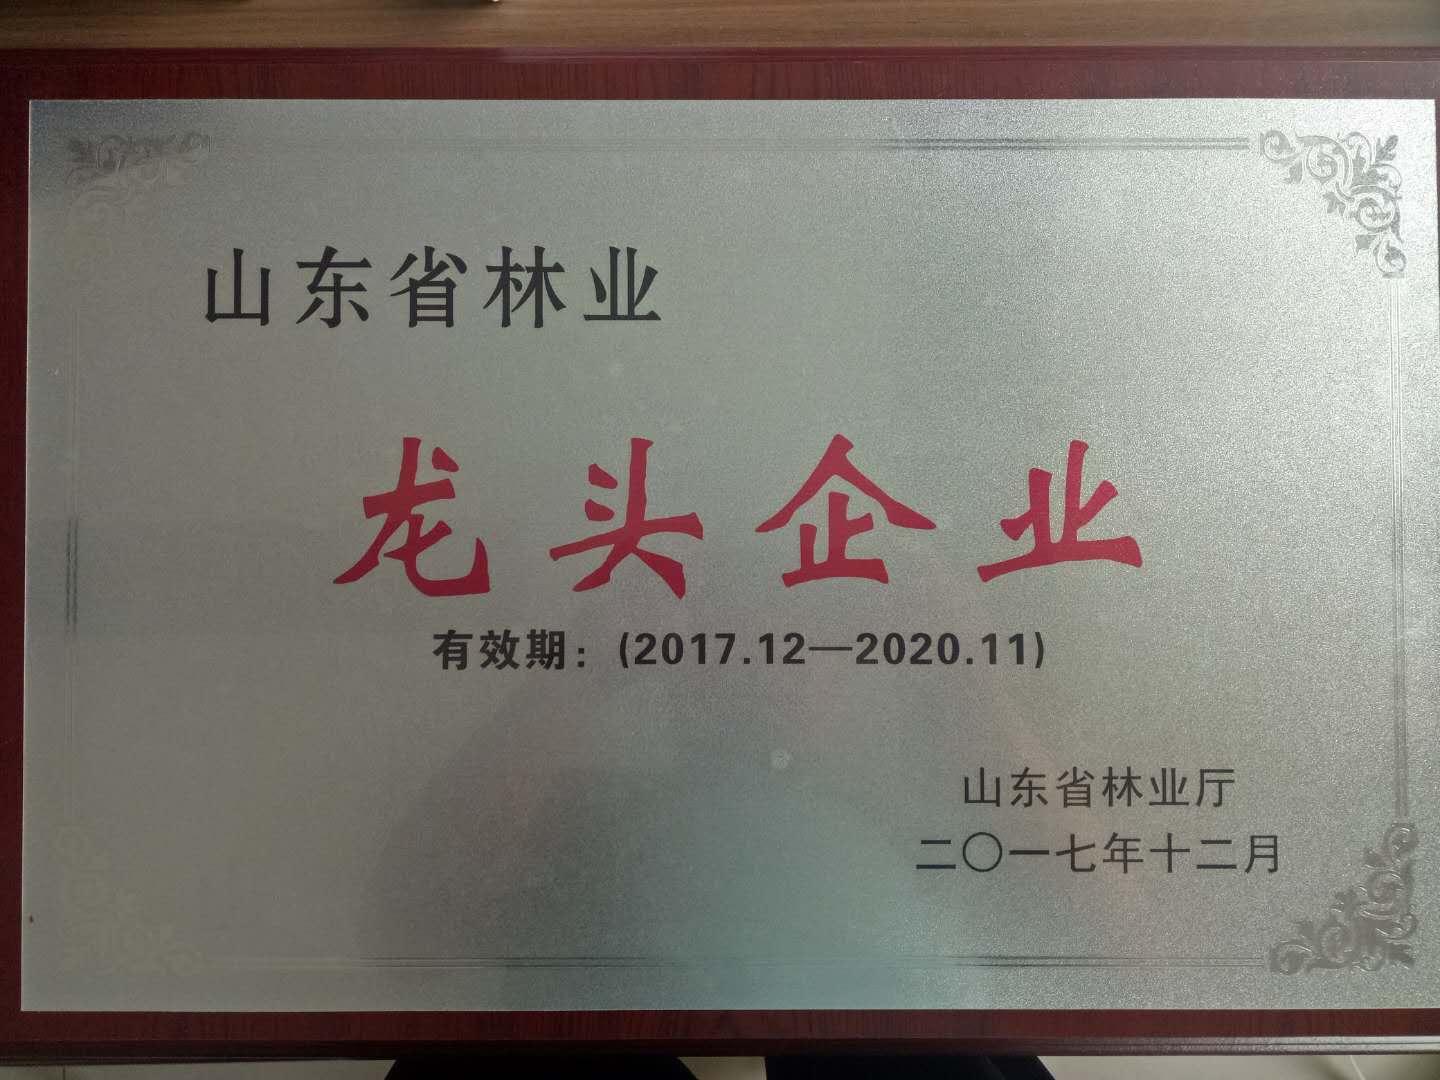 山东省林业
龙头企业
有效期：(2017.12—2020.11)
山东省林业厅
二〇一七年十二月